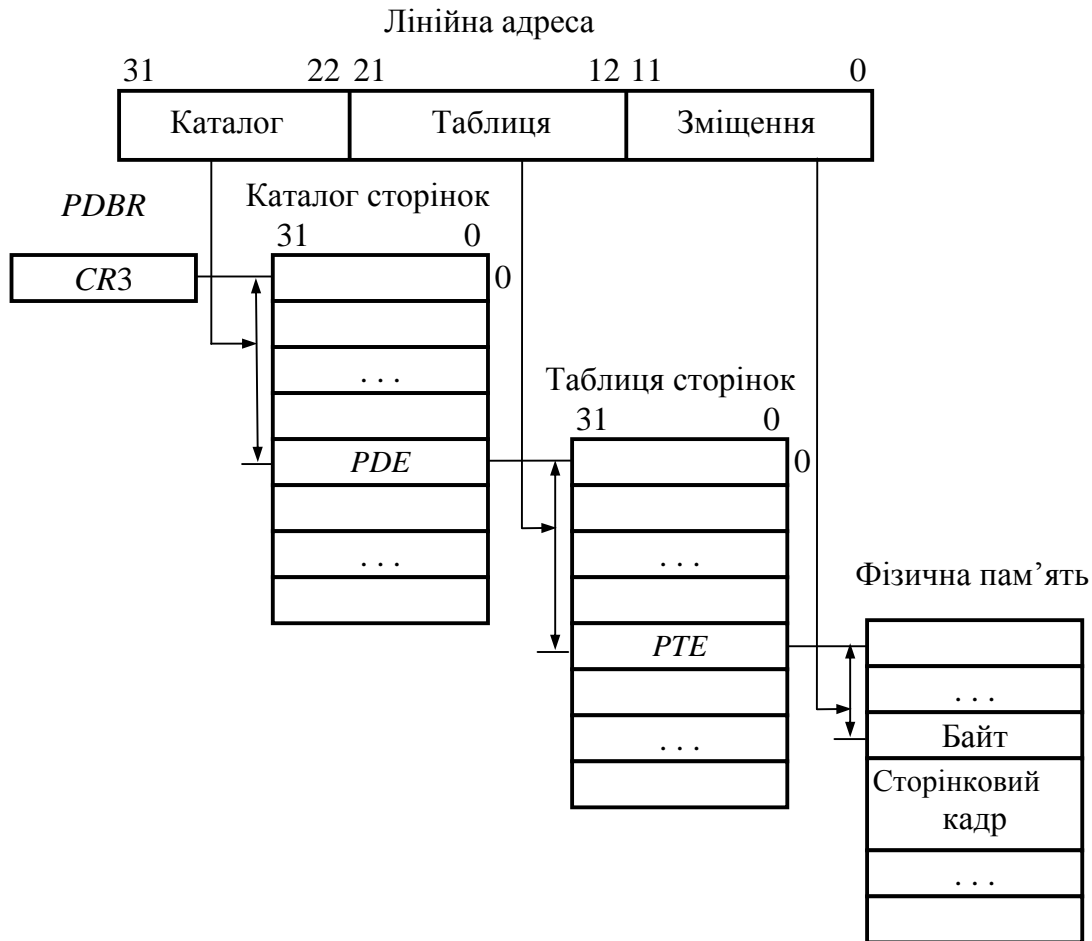 Лінійна адреса
31 22 21 12 11 0
Каталог Таблиця Зміщення
PDBR
Каталог сторінок
31 0
CR3
0
. . .
Таблиця сторінок
31 0
PDE
0
. . .
. . .
Фізична пам’ять
PTE
. . .
. . .
Байт
Сторінковий
кадр
. . .